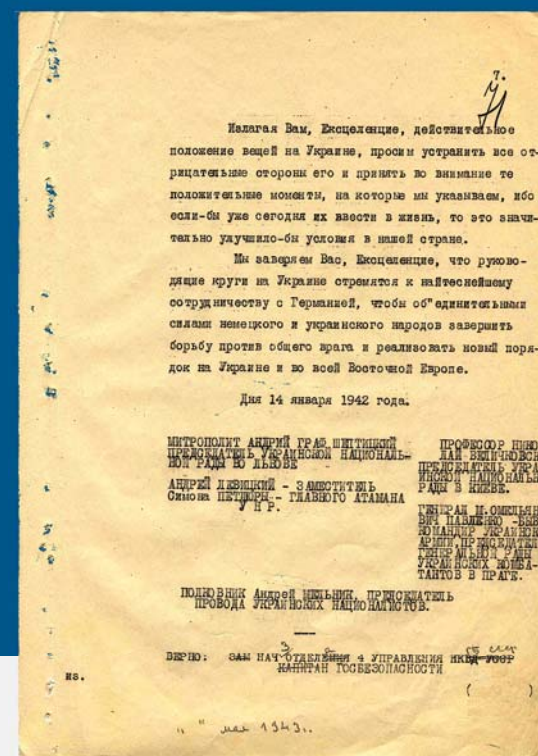 7.
71
Излагая Вам, Ексцеленцие, действительное
положение вещей на Украине, просим устранить все от-
рицательные стороны его и принять во внимание те
положительные моменты, на которые мы указываем, ибо
если-бы уже сегодня их ввести в жизнь, то это значи-
тельно улучшило-бы условия в нашей стране.
Мы заверяем Вас, Ексцеленцие, что руково-
дящие круги на Украине стремятся к найтеснейшему
сотрудничеству с Германией, чтобы об"единительными
силами немецкого и украинского народов завершить
борьбу против общего врага и реализовать новый поря-
док на Украине и во всей Восточной Европе.
Дня 14 января 1942 года.
МИТРОПОЛИТ АНДРИЙ ГРАФ ШЕПТИЦКИЙ
ПРЕДСЕДАТЕЛЬ УКРАИНСКОЙ НАЦИОНАЛЬ-
НОЙ РАДЫ ВО ЛЬВОВЕ
АНДРЕЙ ЛЕВИЦКИЙ - ЗАМЕСТИТЕЛЬ
Симона ПЕТЛЮРЫ - ГЛАВНОГО АТАМАНА
У Н Р.
ПРОФЕССОР НИКО
ЛАЙ ВЕЛИЧКОВСК
ПРЕДСЕДАТЕЛЬ УКРА
ИНСКОЙ НАЦИОНАЛЬН
РАДЫ В КИЕВЕ.
ГЕНЕРАЛ М.ОМЕЛЬЯН
ВИЧ ПАВЛЕНКО -БЫВ
КОМАНДИР УКРАИНСК
АРМИИ, ПРЕДСЕДАТЕЛ
ГЕНЕРАЛЬНОЙ РАДЫ
УКРАИНСКИХ КОМБА-
ТАНТОВ В ПРАГЕ.
ПОЛКОВНИК Андрей МЕЛЬНИК, ПРЕДСЕДАТЕЛЬ
ПРОВОДА УКРАИНСКИХ НАЦИОНАЛИСТОВ.
ВЕРНО: ЗАМ НАЧ 3 ОТДЕЛЕНИЯ 4 УПРАВЛЕНИЯ НКВД УССР
КАПИТАН ГОСБЕЗОПАСНОСТИ
из.
( )
" " мая 1943г.